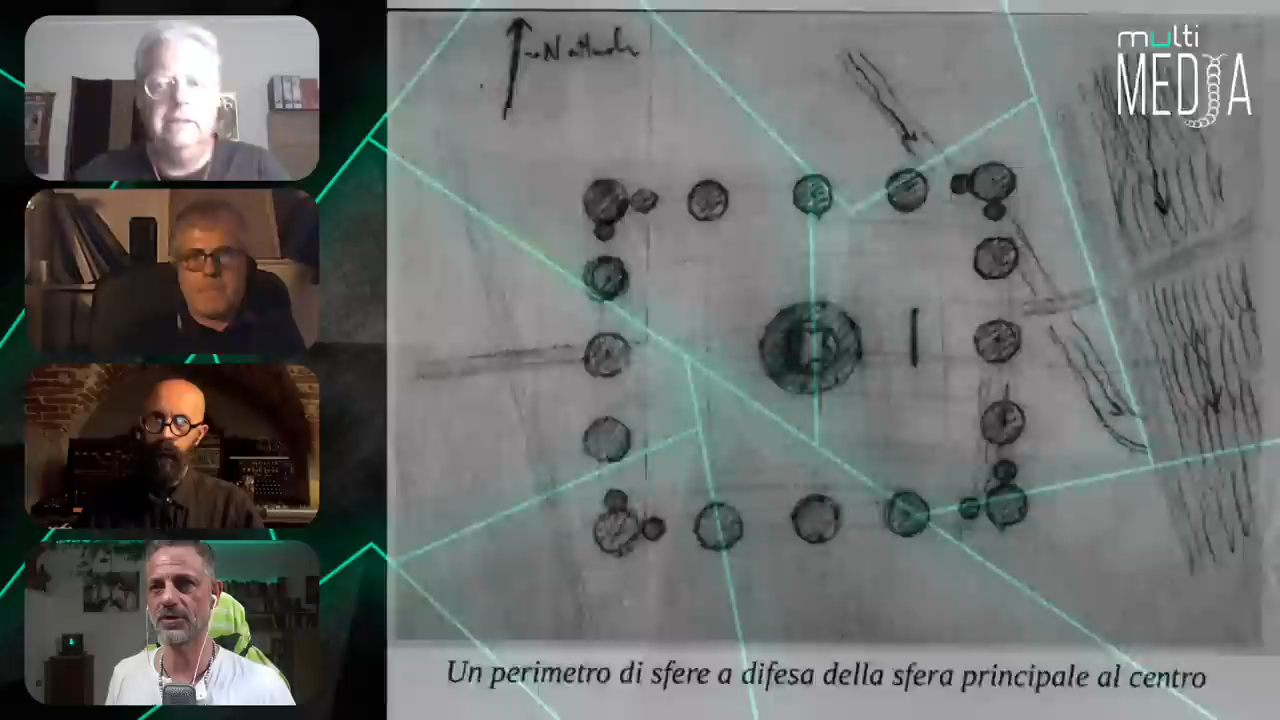 multi
MEDIA
Un perimetro di sfere a difesa della sfera principale al centro